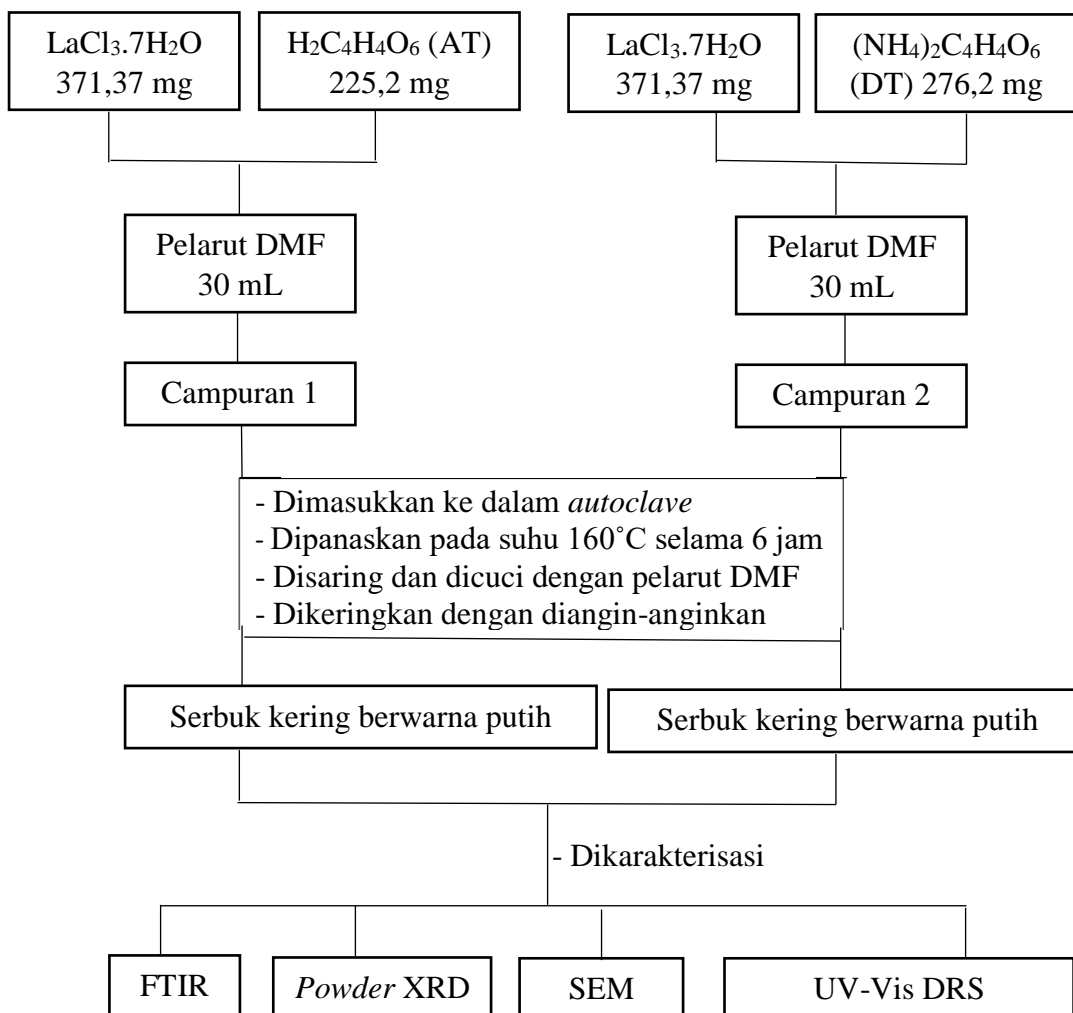 LaCl₃.7H₂O
371,37 mg
H₂C₄H₄O₆ (AT)
225,2 mg
LaCl₃.7H₂O
371,37 mg
(NH₄)₂C₄H₄O₆
(DT) 276,2 mg
Pelarut DMF
30 mL
Pelarut DMF
30 mL
Campuran 1
Campuran 2
- Dimasukkan ke dalam autoclave
- Dipanaskan pada suhu 160˚C selama 6 jam
- Disaring dan dicuci dengan pelarut DMF
- Dikeringkan dengan diangin-anginkan
Serbuk kering berwarna putih
Serbuk kering berwarna putih
- Dikarakterisasi
FTIR
Powder XRD
SEM
UV-Vis DRS